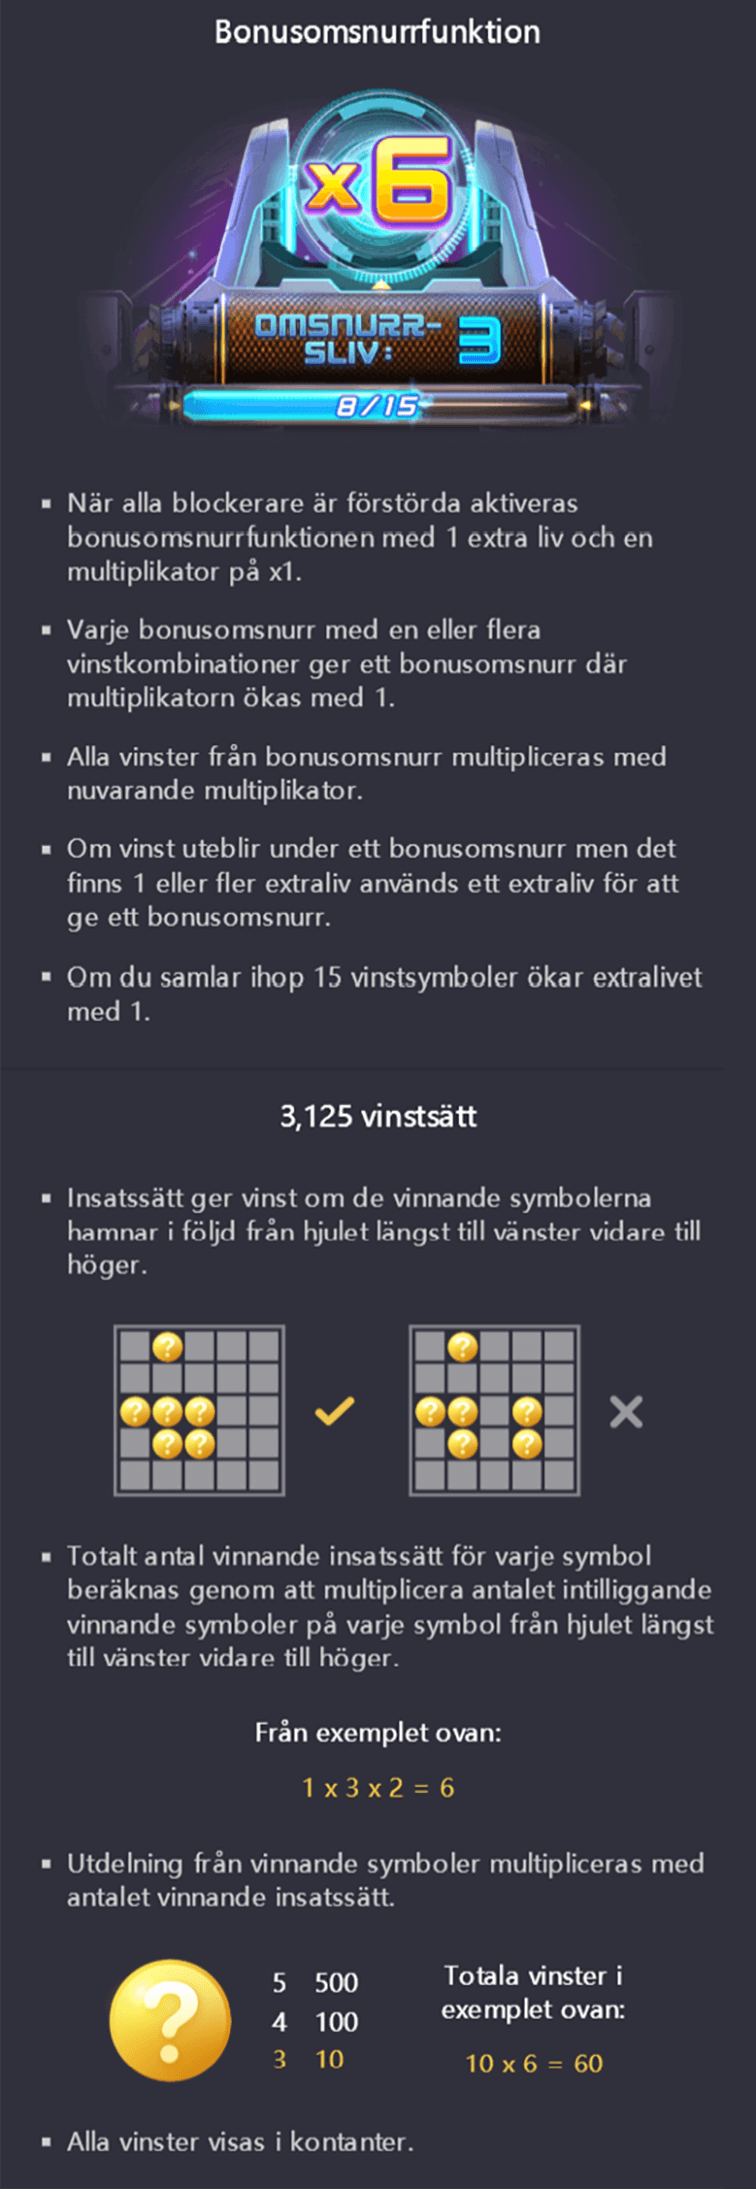 Bonusomsnurrfunktion
x6
OMSNURR-
SLIV: 3
8/15
▪ När alla blockerare är förstörda aktiveras
bonusomsnurrfunktionen med 1 extra liv och en
multiplikator på x1.
▪ Varje bonusomsnurr med en eller flera
vinstkombinationer ger ett bonusomsnurr där
multiplikatorn ökas med 1.
▪ Alla vinster från bonusomsnurr multipliceras med
nuvarande multiplikator.
▪ Om vinst uteblir under ett bonusomsnurr men det
finns 1 eller fler extraliv används ett extraliv för att
ge ett bonusomsnurr.
▪ Om du samlar ihop 15 vinstsymboler ökar extralivet
med 1.
3,125 vinstsätt
▪ Insatssätt ger vinst om de vinnande symbolerna
hamnar i följd från hjulet längst till vänster vidare till
höger.
? ?
? ? ? ? ? ?
? ? ? ?
▪ Totalt antal vinnande insatssätt för varje symbol
beräknas genom att multiplicera antalet intilliggande
vinnande symboler på varje symbol från hjulet längst
till vänster vidare till höger.
Från exemplet ovan:
1 x 3 x 2 = 6
▪ Utdelning från vinnande symboler multipliceras med
antalet vinnande insatssätt.
?
5 500
4 100
3 10
Totala vinster i
exemplet ovan:
10 x 6 = 60
▪ Alla vinster visas i kontanter.